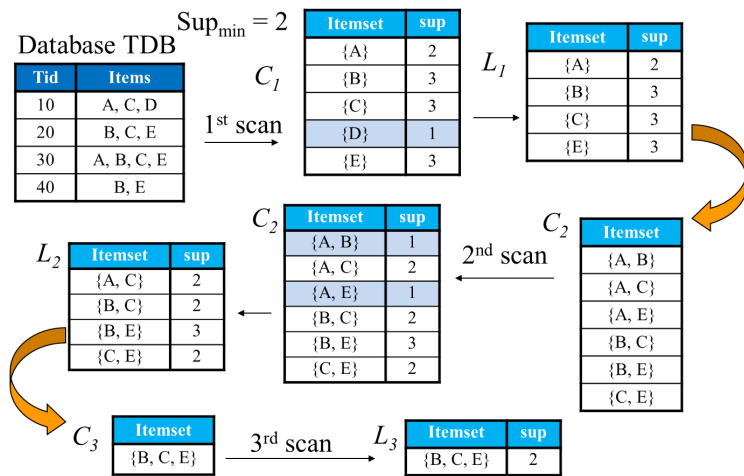 Database TDB
Sup_min = 2
Tid Items
10 A, C, D
20 B, C, E
30 A, B, C, E
40 B, E
1st scan
C1
Itemset sup
{A} 2
{B} 3
{C} 3
{D} 1
{E} 3
L1
Itemset sup
{A} 2
{B} 3
{C} 3
{E} 3
C2
Itemset
{A, B}
{A, C}
{A, E}
{B, C}
{B, E}
{C, E}
2nd scan
C2
Itemset sup
{A, B} 1
{A, C} 2
{A, E} 1
{B, C} 2
{B, E} 3
{C, E} 2
L2
Itemset sup
{A, C} 2
{B, C} 2
{B, E} 3
{C, E} 2
C3
Itemset
{B, C, E}
3rd scan
L3
Itemset sup
{B, C, E} 2